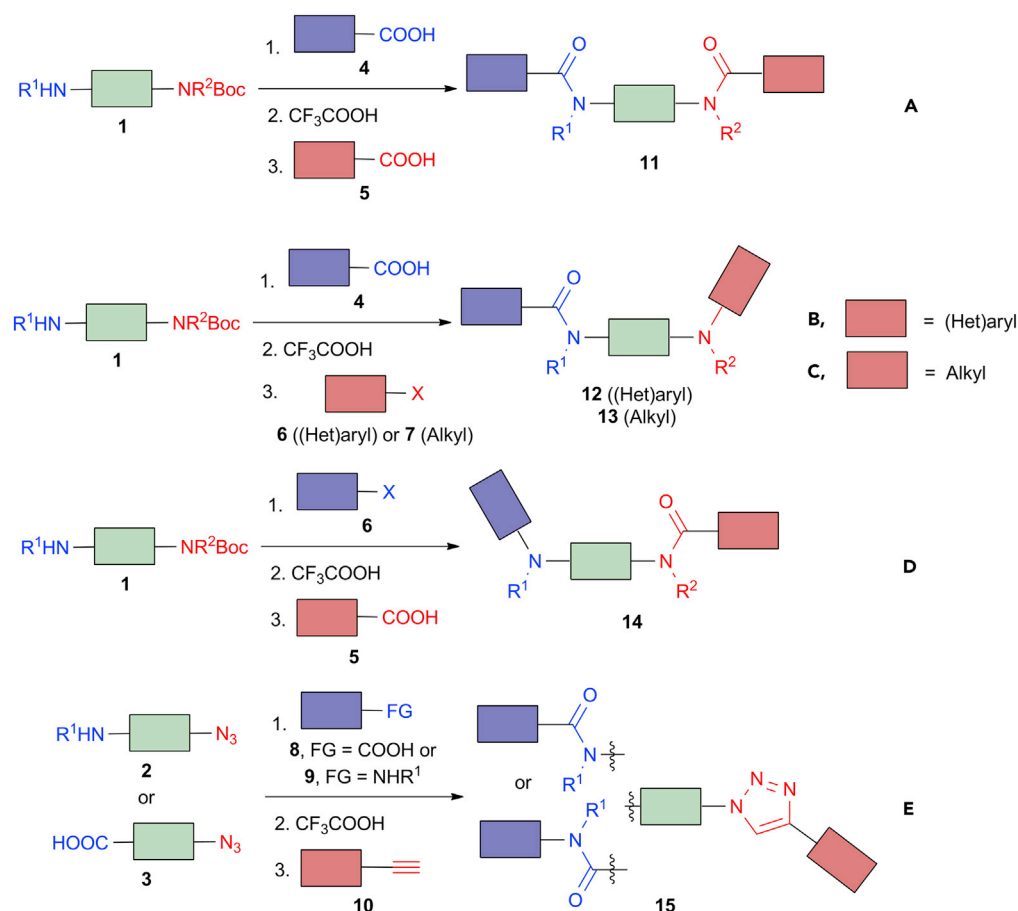 1. COOH
4
R¹HN NR²Boc
1
2. CF₃COOH
3. COOH
5
O O
N N
R¹ R²
11
A
1. COOH
4
R¹HN NR²Boc
1
2. CF₃COOH
3. X
6 ((Het)aryl) or 7 (Alkyl)
O
N N
R¹ R²
12 ((Het)aryl)
13 (Alkyl)
B, = (Het)aryl
C, = Alkyl
1. X
6
R¹HN NR²Boc
1
2. CF₃COOH
3. COOH
5
O
N N
R¹ R²
14
D
R¹HN N₃
2
or
HOOC N₃
3
1. FG
8, FG = COOH or
9, FG = NHR¹
2. CF₃COOH
3.
10
O
N
R¹
or
R¹
N
O
N N
N
15
E